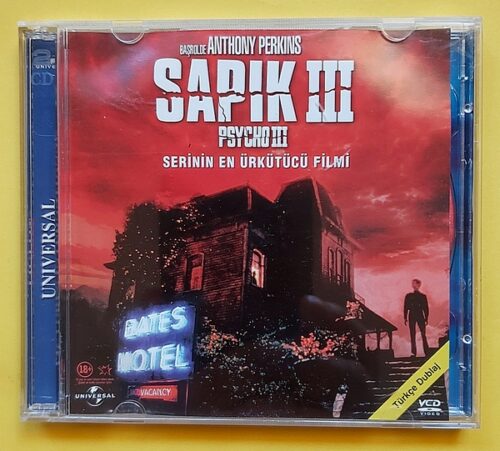 BAŞROLDE ANTHONY PERKINS
SAPIK III
PSYCHO III
SERİNİN EN ÜRKÜTÜCÜ FİLMİ
UNIVERSAL
2
CD
BATES
MOTEL
VACANCY
18+
UNIVERSAL
Türkçe Dublaj
VCD
VIDEO